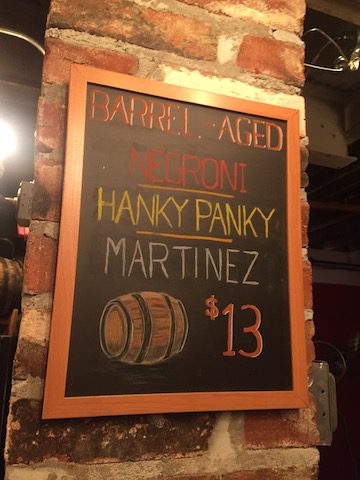 BARREL-AGED
NEGRONI
HANKY PANKY
MARTINEZ
$13